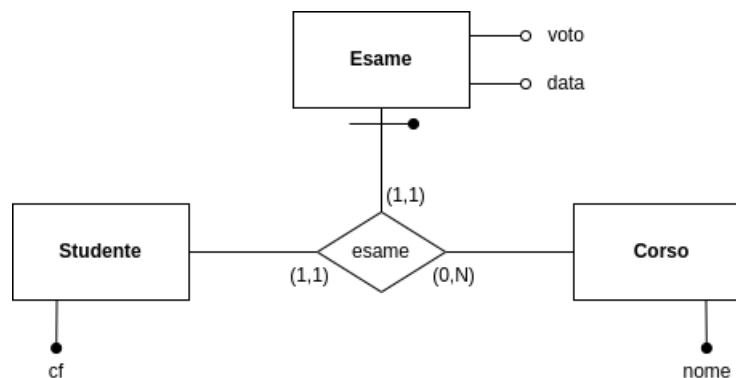 Esame
voto
data
(1,1)
Studente
esame
Corso
(1,1)
(0,N)
cf
nome